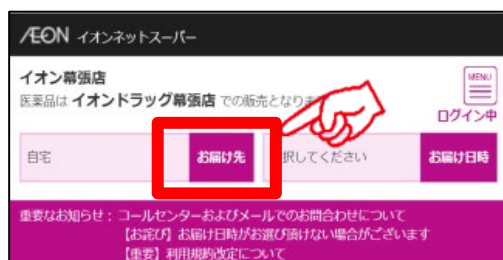 ÆON イオンネットスーパー
イオン幕張店
医薬品は イオンドラッグ幕張店 での販売となりま
MENU
ログイン中
自宅 お届け先 択してください お届け日時
重要なお知らせ： コールセンターおよびメールでのお問合わせについて
【お詫び】お届け日時がお選び頂けない場合がございます
【重要】利用規約改定について